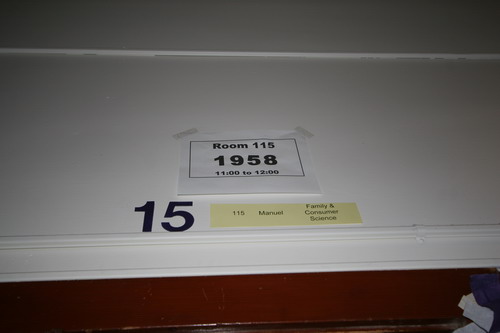 Room 115
1958
11:00 to 12:00
15
115 Manuel Family &
Consumer
Science